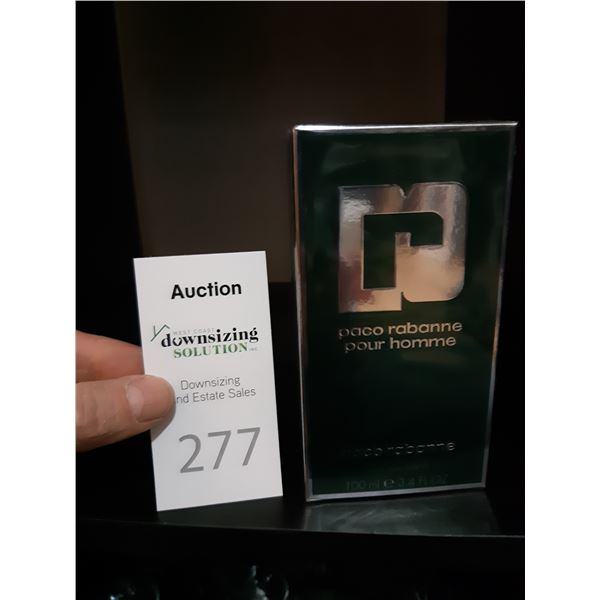 Auction
WEST COAST
downsizing
SOLUTION INC
Downsizing
and Estate Sales
277
paco rabanne
pour homme
paco rabanne
100 ml e 3.4 fl oz